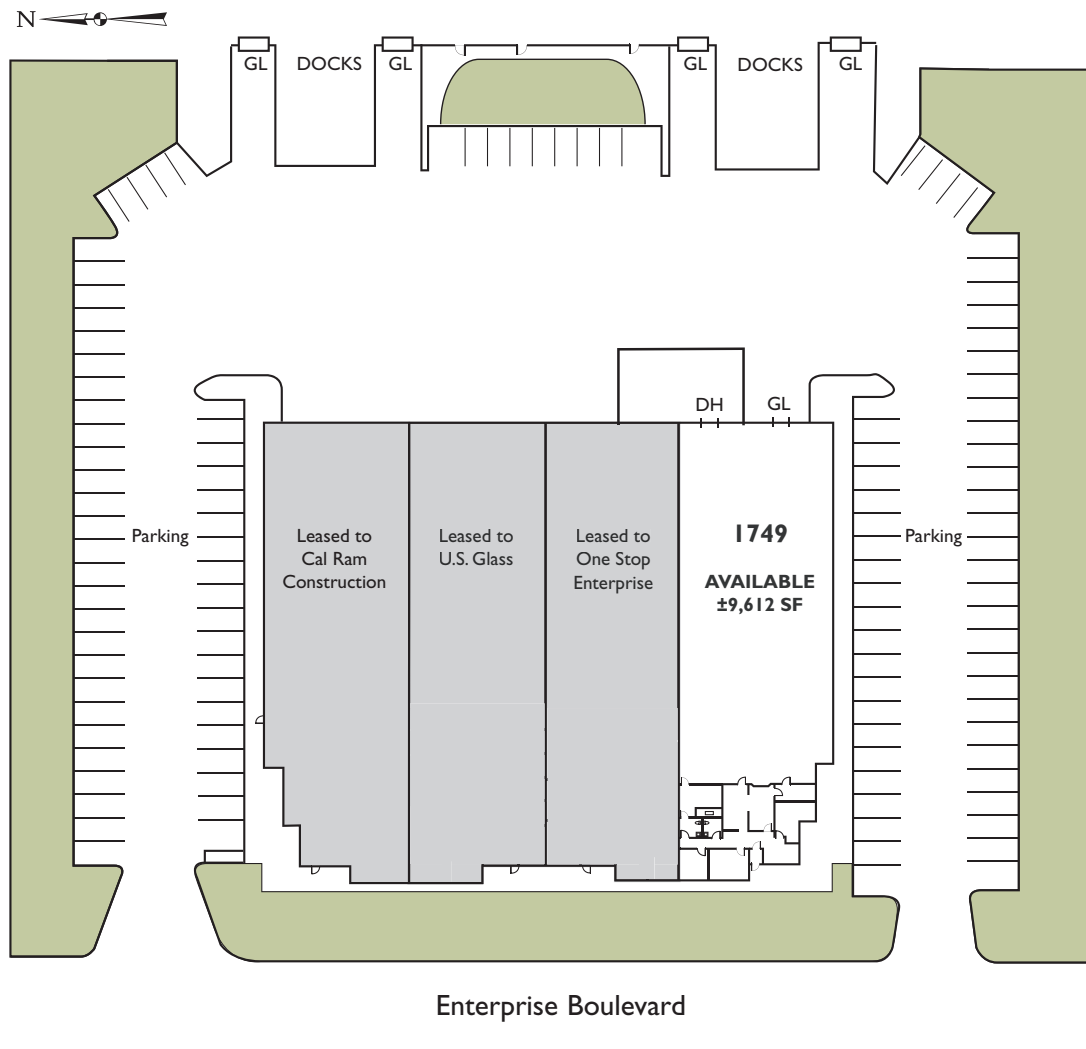 N
GL DOCKS GL GL DOCKS GL
DH GL
Parking
Leased to
Cal Ram
Construction
Leased to
U.S. Glass
Leased to
One Stop
Enterprise
1749
AVAILABLE
±9,612 SF
Parking
Enterprise Boulevard